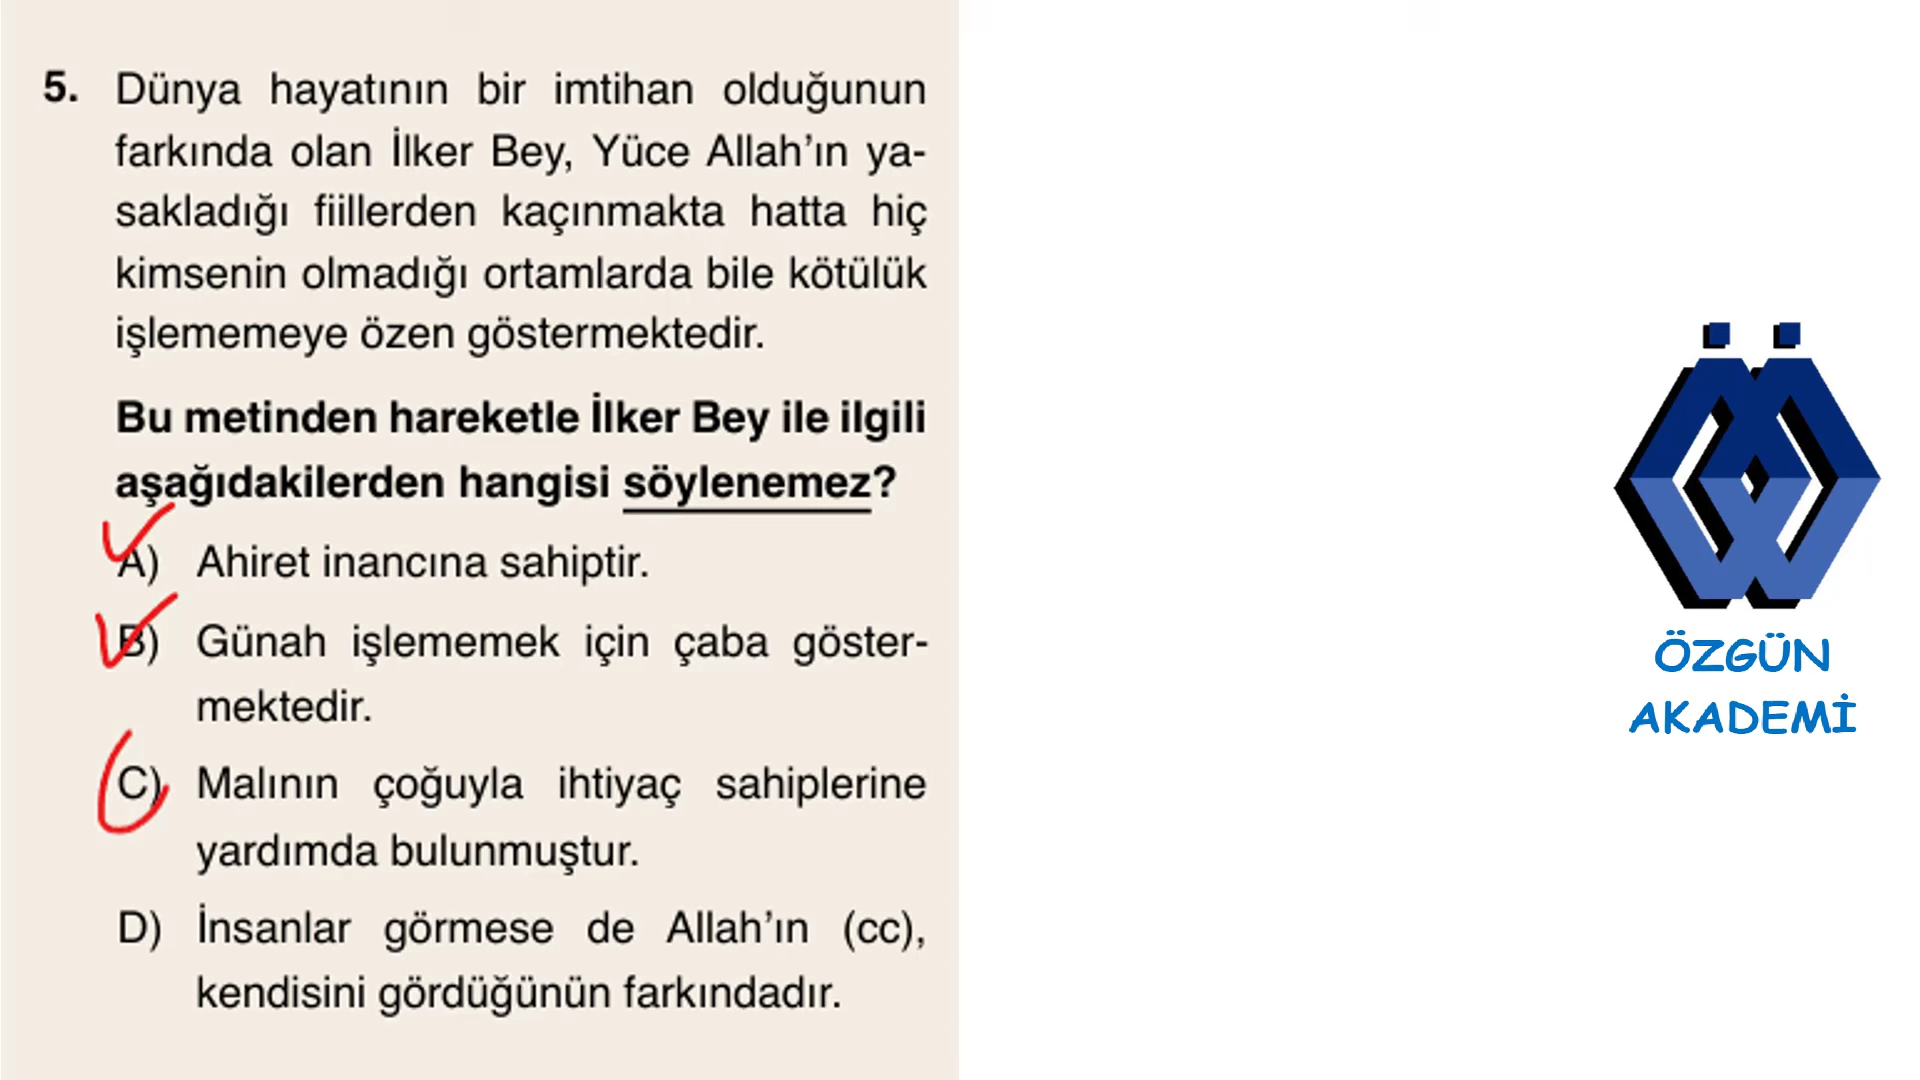 5. Dünya hayatının bir imtihan olduğunun
farkında olan İlker Bey, Yüce Allah’ın ya-
sakladığı fiillerden kaçınmakta hatta hiç
kimsenin olmadığı ortamlarda bile kötülük
işlememeye özen göstermektedir.
Bu metinden hareketle İlker Bey ile ilgili
aşağıdakilerden hangisi söylenemez?
A) Ahiret inancına sahiptir.
B) Günah işlememek için çaba göster-
mektedir.
C) Malının çoğuyla ihtiyaç sahiplerine
yardımda bulunmuştur.
D) İnsanlar görmese de Allah’ın (cc),
kendisini gördüğünün farkındadır.
ÖZGÜN
AKADEMİ